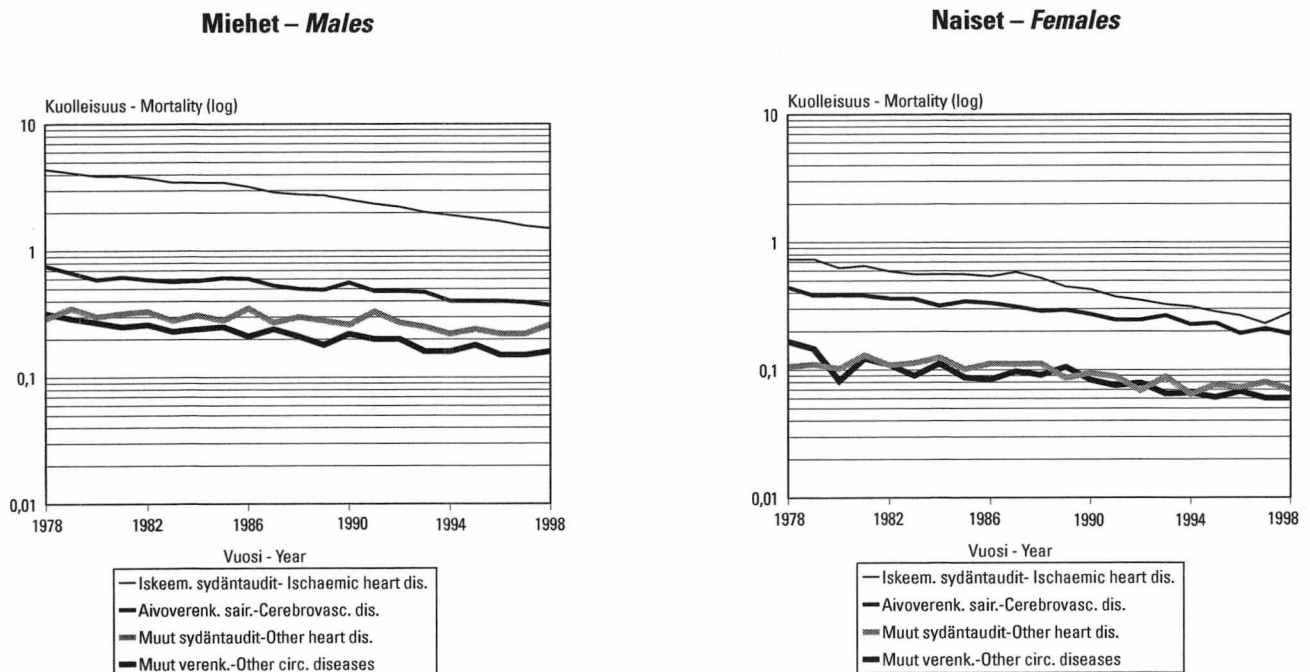 Miehet – Males
Kuolleisuus - Mortality (log)
10
1
0,1
0,01
1978 1982 1986 1990 1994 1998
Vuosi - Year
Iskeem. sydäntaudit- Ischaemic heart dis.
Aivoverenk. sair.-Cerebrovasc. dis.
Muut sydäntaudit-Other heart dis.
Muut verenk.-Other circ. diseases
Naiset – Females
Kuolleisuus - Mortality (log)
10
1
0,1
0,01
1978 1982 1986 1990 1994 1998
Vuosi - Year
Iskeem. sydäntaudit- Ischaemic heart dis.
Aivoverenk. sair.-Cerebrovasc. dis.
Muut sydäntaudit-Other heart dis.
Muut verenk.-Other circ. diseases